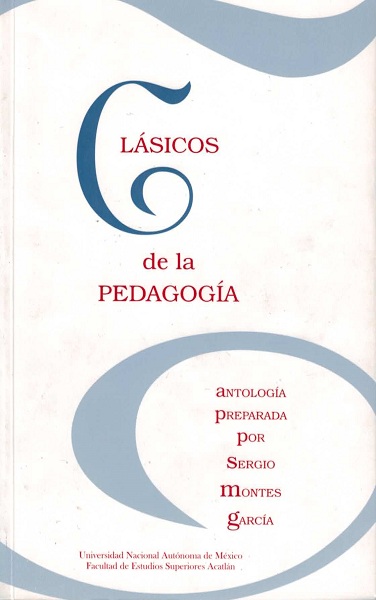 CLÁSICOS
de la
PEDAGOGÍA
antología
preparada
por
sergio
montes
garcía
Universidad Nacional Autónoma de México
Facultad de Estudios Superiores Acatlán